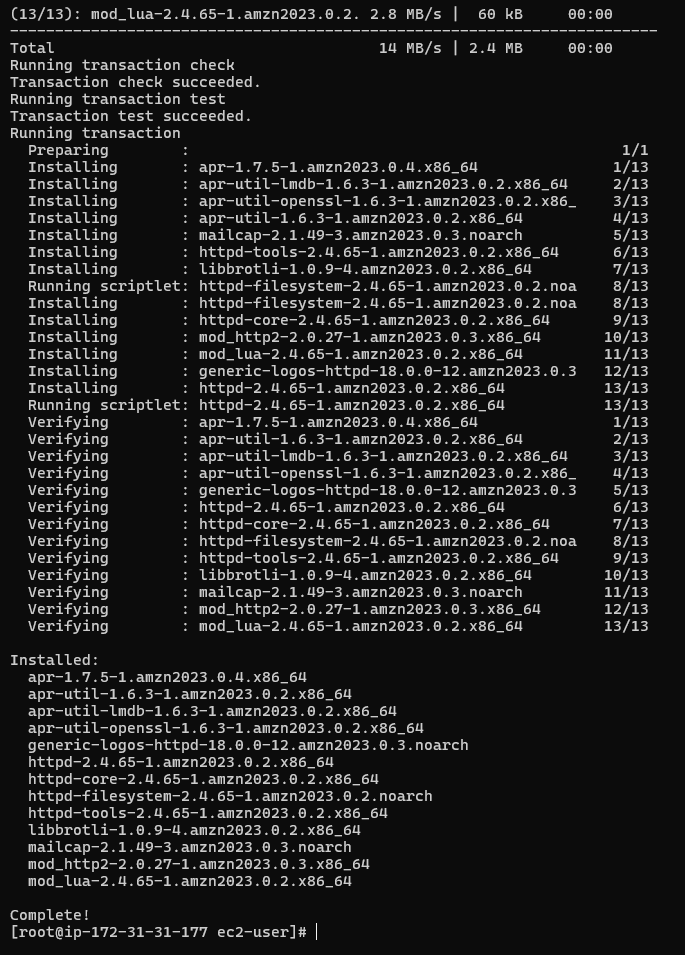 (13/13): mod_lua-2.4.65-1.amzn2023.0.2. 2.8 MB/s |  60 kB     00:00
------------------------------------------------------------------------
Total                                    14 MB/s | 2.4 MB     00:00
Running transaction check
Transaction check succeeded.
Running transaction test
Transaction test succeeded.
Running transaction
  Preparing        :                                                1/1
  Installing       : apr-1.7.5-1.amzn2023.0.4.x86_64               1/13
  Installing       : apr-util-lmdb-1.6.3-1.amzn2023.0.2.x86_64     2/13
  Installing       : apr-util-openssl-1.6.3-1.amzn2023.0.2.x86_    3/13
  Installing       : apr-util-1.6.3-1.amzn2023.0.2.x86_64          4/13
  Installing       : mailcap-2.1.49-3.amzn2023.0.3.noarch          5/13
  Installing       : httpd-tools-2.4.65-1.amzn2023.0.2.x86_64      6/13
  Installing       : libbrotli-1.0.9-4.amzn2023.0.2.x86_64         7/13
  Running scriptlet: httpd-filesystem-2.4.65-1.amzn2023.0.2.noa    8/13
  Installing       : httpd-filesystem-2.4.65-1.amzn2023.0.2.noa    8/13
  Installing       : httpd-core-2.4.65-1.amzn2023.0.2.x86_64       9/13
  Installing       : mod_http2-2.0.27-1.amzn2023.0.3.x86_64       10/13
  Installing       : mod_lua-2.4.65-1.amzn2023.0.2.x86_64         11/13
  Installing       : generic-logos-httpd-18.0.0-12.amzn2023.0.3   12/13
  Installing       : httpd-2.4.65-1.amzn2023.0.2.x86_64           13/13
  Running scriptlet: httpd-2.4.65-1.amzn2023.0.2.x86_64           13/13
  Verifying        : apr-1.7.5-1.amzn2023.0.4.x86_64               1/13
  Verifying        : apr-util-1.6.3-1.amzn2023.0.2.x86_64          2/13
  Verifying        : apr-util-lmdb-1.6.3-1.amzn2023.0.2.x86_64     3/13
  Verifying        : apr-util-openssl-1.6.3-1.amzn2023.0.2.x86_    4/13
  Verifying        : generic-logos-httpd-18.0.0-12.amzn2023.0.3    5/13
  Verifying        : httpd-2.4.65-1.amzn2023.0.2.x86_64            6/13
  Verifying        : httpd-core-2.4.65-1.amzn2023.0.2.x86_64       7/13
  Verifying        : httpd-filesystem-2.4.65-1.amzn2023.0.2.noa    8/13
  Verifying        : httpd-tools-2.4.65-1.amzn2023.0.2.x86_64      9/13
  Verifying        : libbrotli-1.0.9-4.amzn2023.0.2.x86_64        10/13
  Verifying        : mailcap-2.1.49-3.amzn2023.0.3.noarch         11/13
  Verifying        : mod_http2-2.0.27-1.amzn2023.0.3.x86_64       12/13
  Verifying        : mod_lua-2.4.65-1.amzn2023.0.2.x86_64         13/13

Installed:
  apr-1.7.5-1.amzn2023.0.4.x86_64
  apr-util-1.6.3-1.amzn2023.0.2.x86_64
  apr-util-lmdb-1.6.3-1.amzn2023.0.2.x86_64
  apr-util-openssl-1.6.3-1.amzn2023.0.2.x86_64
  generic-logos-httpd-18.0.0-12.amzn2023.0.3.noarch
  httpd-2.4.65-1.amzn2023.0.2.x86_64
  httpd-core-2.4.65-1.amzn2023.0.2.x86_64
  httpd-filesystem-2.4.65-1.amzn2023.0.2.noarch
  httpd-tools-2.4.65-1.amzn2023.0.2.x86_64
  libbrotli-1.0.9-4.amzn2023.0.2.x86_64
  mailcap-2.1.49-3.amzn2023.0.3.noarch
  mod_http2-2.0.27-1.amzn2023.0.3.x86_64
  mod_lua-2.4.65-1.amzn2023.0.2.x86_64

Complete!
[root@ip-172-31-31-177 ec2-user]#